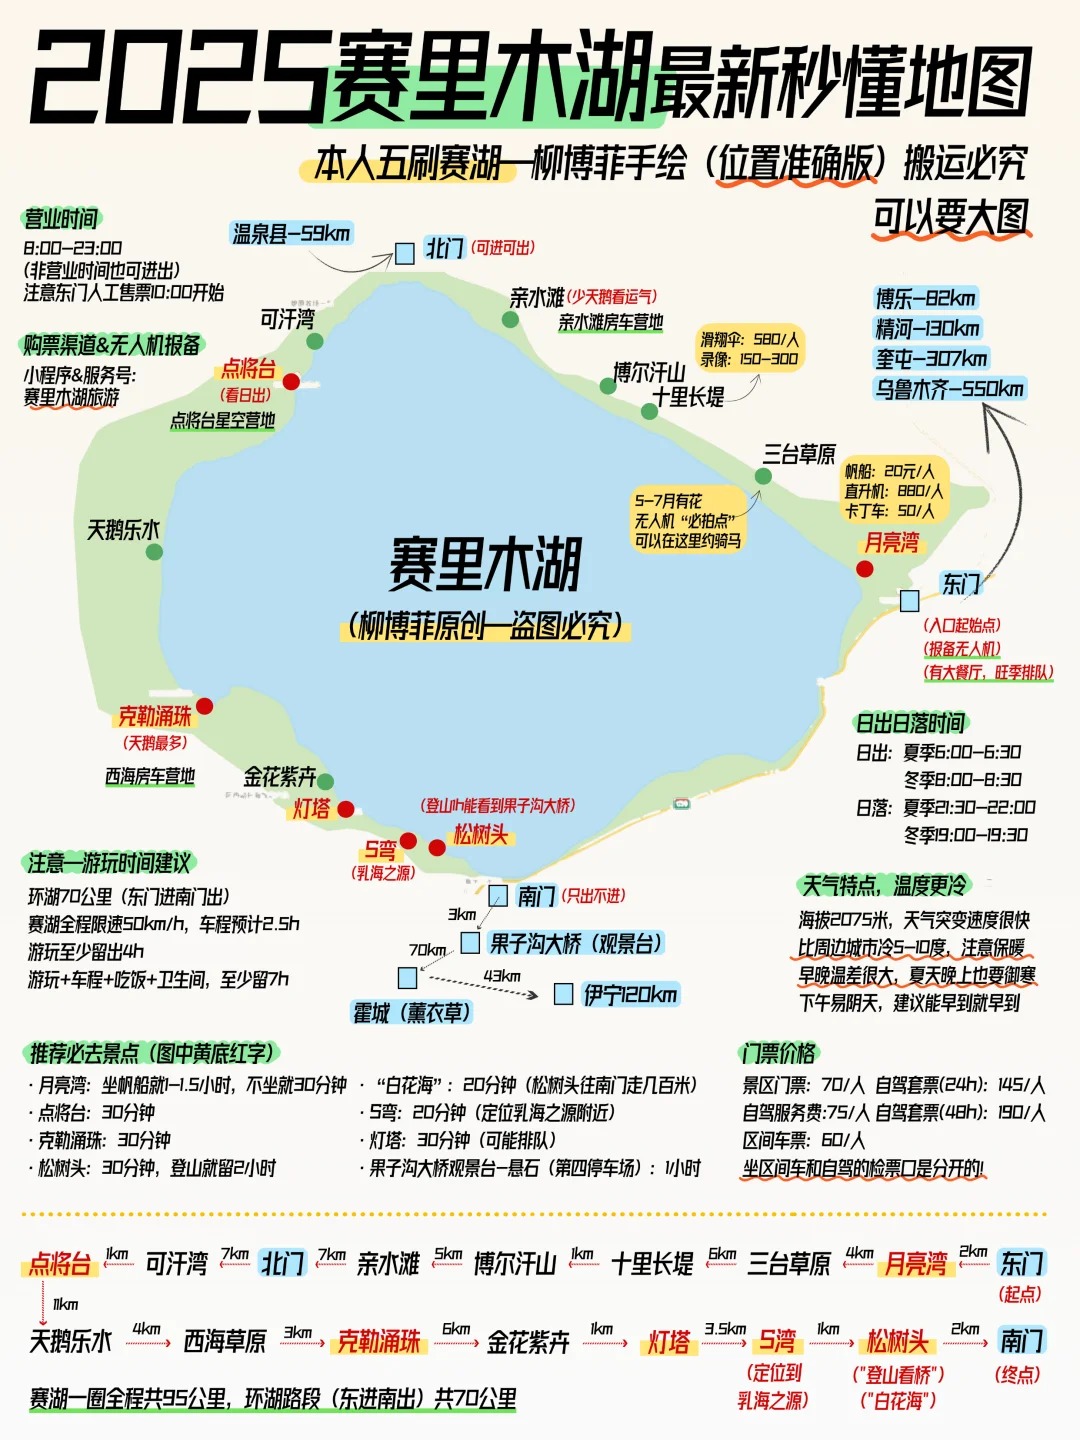 2025赛里木湖最新秒懂地图
本人五刷赛湖—柳博菲手绘（位置准确版）搬运必究
可以要大图
营业时间
8:00-23:00
(非营业时间也可进出)
注意东门人工售票10:00开始
购票渠道&无人机报备
小程序&服务号:
赛里木湖旅游
温泉县-59km
北门(可进可出)
可汗湾
点将台
(看日出)
点将台星空营地
亲水滩(少天鹅看运气)
亲水滩房车营地
滑翔伞：580/人
录像：150-300
博尔汗山
十里长堤
博乐-82km
精河-130km
奎屯-307km
乌鲁木齐-550km
三台草原
5-7月有花
无人机“必拍点”
可以在这里约骑马
帆船：20元/人
直升机：880/人
卡丁车：50/人
月亮湾
东门
(入口起始点)
(报备无人机)
(有大餐厅，旺季排队)
天鹅乐水
赛里木湖
(柳博菲原创—盗图必究)
克勒涌珠
(天鹅最多)
西海房车营地
金花紫卉
灯塔
S弯
(乳海之源)
(登山1h能看到果子沟大桥)
松树头
日出日落时间
日出：夏季6:00-6:30
冬季8:00-8:30
日落：夏季21:30-22:00
冬季19:00-19:30
南门(只出不进)
3km
果子沟大桥（观景台）
70km
43km
霍城（薰衣草）
伊宁120km
注意—游玩时间建议
环湖70公里（东门进南门出）
赛湖全程限速50km/h，车程预计2.5h
游玩至少留出4h
游玩+车程+吃饭+卫生间，至少留7h
天气特点，温度更冷
海拔2075米，天气突变速度很快
比周边城市冷5-10度，注意保暖
早晚温差很大，夏天晚上也要御寒
下午易阴天，建议能早到就早到
推荐必去景点（图中黄底红字）
·月亮湾：坐帆船就1-1.5/小时，不坐就30分钟
·点将台：30分钟
·克勒涌珠：30分钟
·松树头：30分钟，登山就留2小时
·“白花海”：20分钟（松树头往南门走几百米）
·S弯：20分钟（定位乳海之源附近）
·灯塔：30分钟（可能排队）
·果子沟大桥观景台-悬石（第四停车场）：1小时
门票价格
景区门票：70/人 自驾套票(24h)：145/人
自驾服务费:75/人 自驾套票(48h)：190/人
区间车票：60/人
坐区间车和自驾的检票口是分开的!
点将台 1km 可汗湾 7km 北门 7km 亲水滩 5km 博尔汗山 1km 十里长堤 6km 三台草原 4km 月亮湾 2km 东门
(起点)
11km
天鹅乐水 4km 西海草原 3km 克勒涌珠 6km 金花紫卉 1km 灯塔 3.5km S湾 1km 松树头 2km 南门
(定位到
乳海之源)
("登山看桥")
("白花海")
(终点)
赛湖一圈全程共95公里，环湖路段（东进南出）共70公里